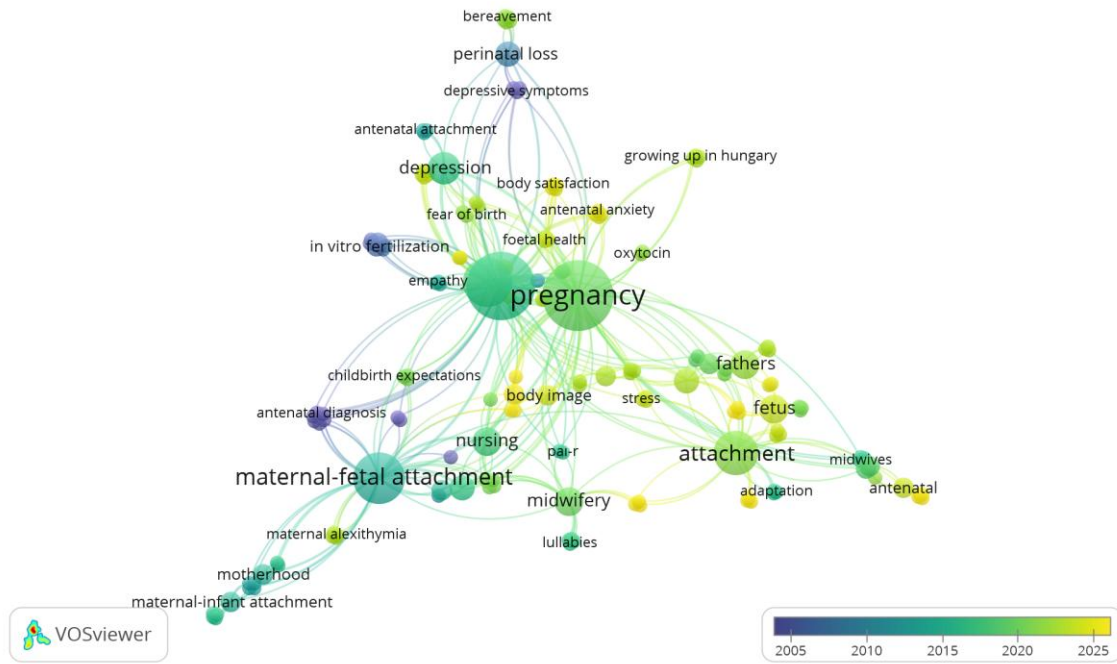 bereavement
perinatal loss
depressive symptoms
antenatal attachment
growing up in hungary
depression
body satisfaction
antenatal anxiety
fear of birth
foetal health
in vitro fertilization
oxytocin
empathy
pregnancy
fathers
childbirth expectations
body image
stress
fetus
antenatal diagnosis
nursing
pai-r
attachment
midwives
maternal-fetal attachment
antenatal
adaptation
midwifery
maternal alexithymia
lullabies
motherhood
maternal-infant attachment
VOSviewer
2005 2010 2015 2020 2025